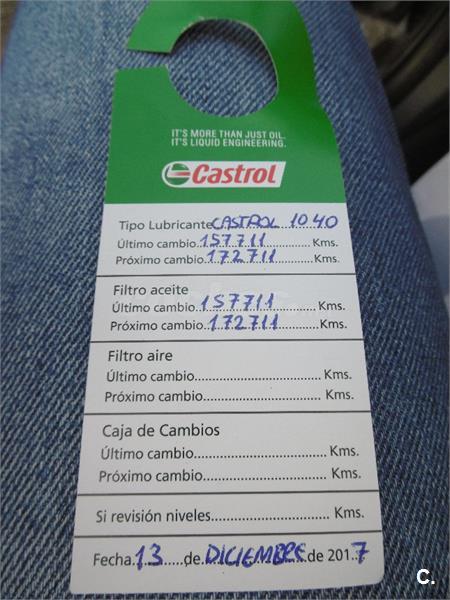 IT'S MORE THAN JUST OIL.
IT'S LIQUID ENGINEERING.
Castrol
Tipo Lubricante CASTROL 10 40
Último cambio 157711 Kms.
Próximo cambio 172711 Kms.
Filtro aceite
Último cambio 157711 Kms.
Próximo cambio 172711 Kms.
Filtro aire
Último cambio Kms.
Próximo cambio Kms.
Caja de Cambios
Último cambio Kms.
Próximo cambio Kms.
Si revisión niveles Kms.
Fecha 13 de DICIEMBRE de 2017
C.